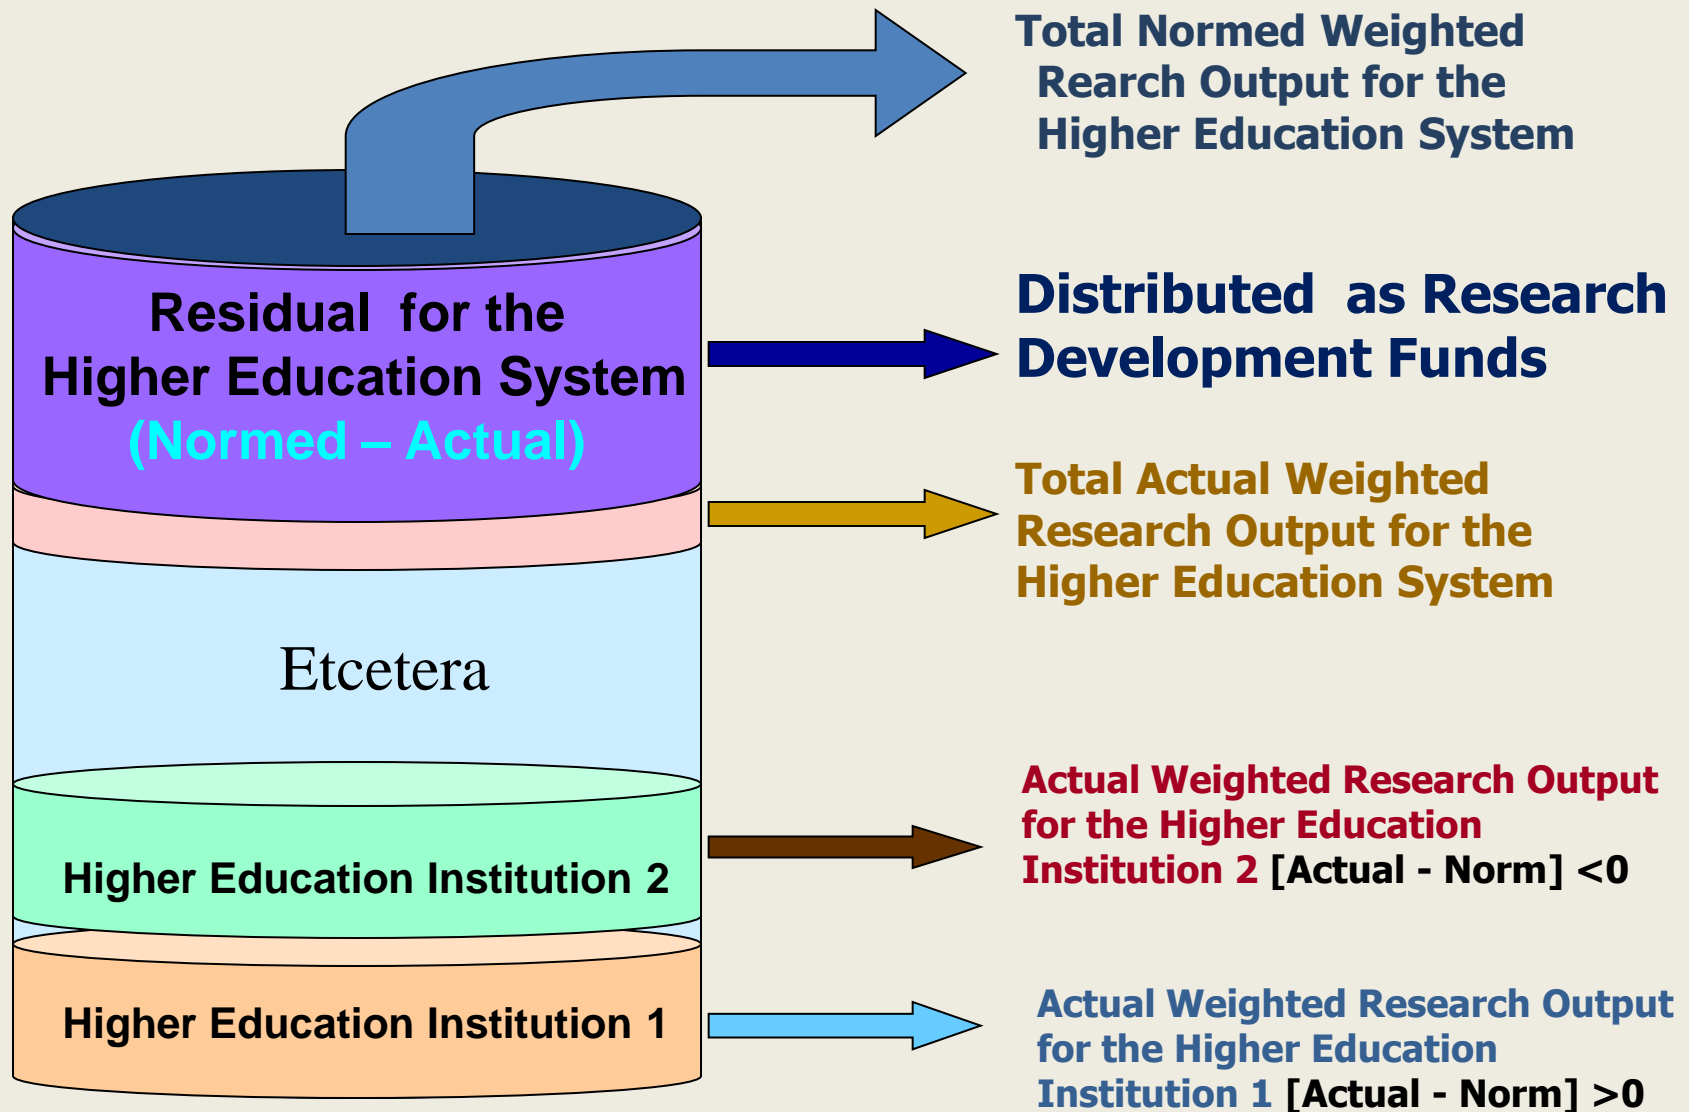 Total Normed Weighted
Rearch Output for the
Higher Education System
Residual for the
Higher Education System
(Normed – Actual)
Distributed as Research
Development Funds
Total Actual Weighted
Research Output for the
Higher Education System
Etcetera
Higher Education Institution 2
Actual Weighted Research Output
for the Higher Education
Institution 2 [Actual - Norm] <0
Higher Education Institution 1
Actual Weighted Research Output
for the Higher Education
Institution 1 [Actual - Norm] >0